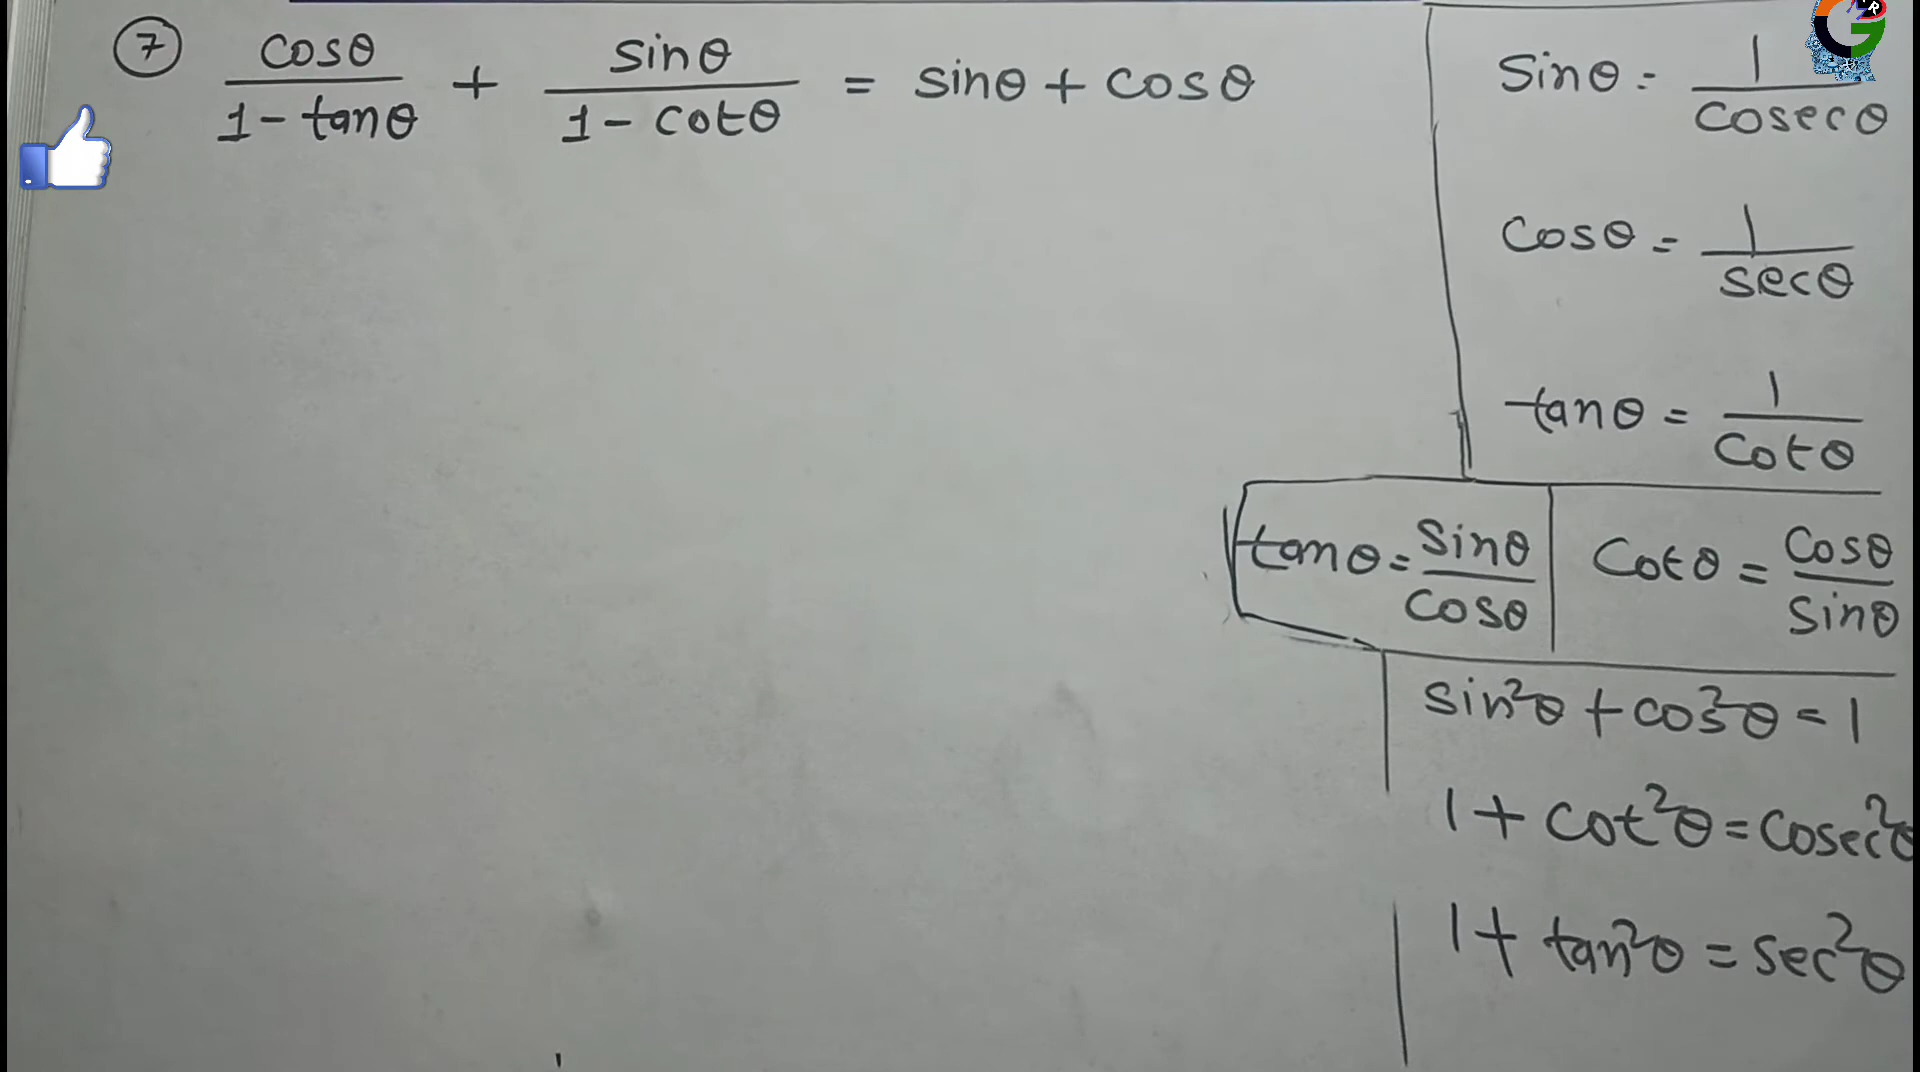 7 cosθ/(1-tanθ) + sinθ/(1-cotθ) = sinθ + cosθ
Sinθ = 1/cosecθ
cosθ = 1/secθ
tanθ = 1/cotθ
tanθ = sinθ/cosθ
Cotθ = cosθ/sinθ
sin²θ + cos²θ = 1
1 + cot²θ = cosec²θ
1 + tan²θ = sec²θ